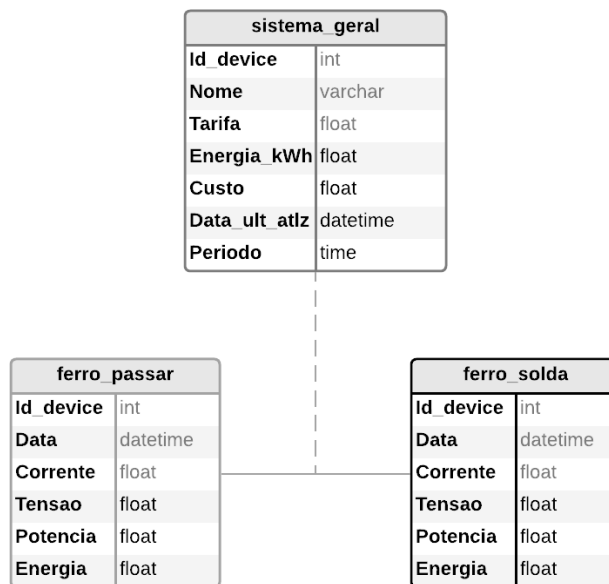 sistema_geral
Id_device int
Nome varchar
Tarifa float
Energia_kWh float
Custo float
Data_ult_atlz datetime
Periodo time
ferro_passar
Id_device int
Data datetime
Corrente float
Tensao float
Potencia float
Energia float
ferro_solda
Id_device int
Data datetime
Corrente float
Tensao float
Potencia float
Energia float